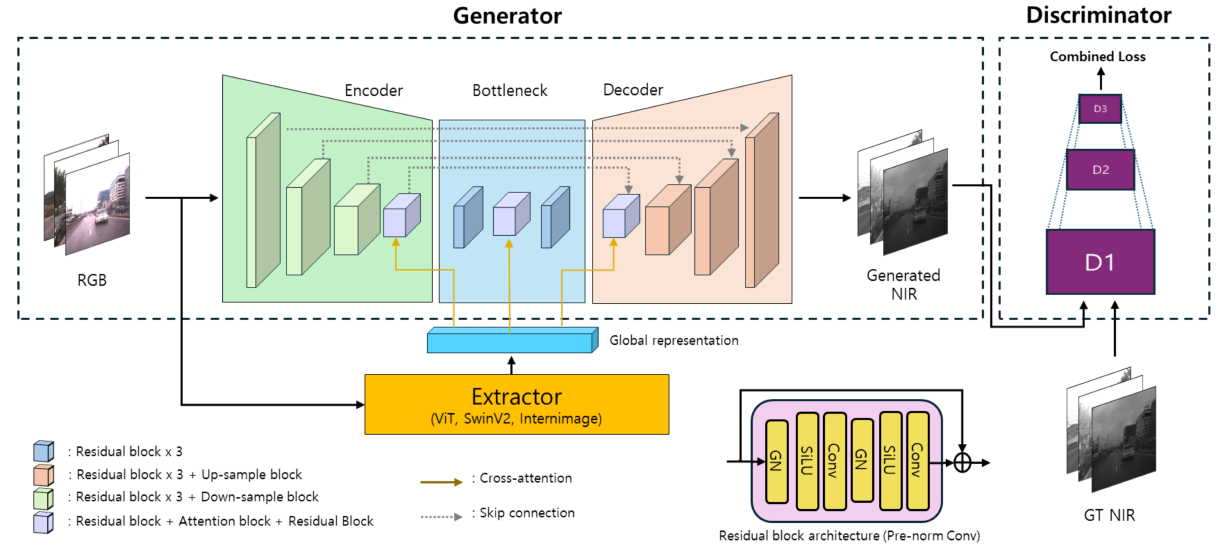 Generator
Discriminator
Combined Loss
Encoder
Bottleneck
Decoder
D3
D2
D1
RGB
Generated
NIR
Global representation
Extractor
(ViT, SwinV2, Internimage)
GN
SiLU
Conv
GN
SiLU
Conv
Residual block architecture (Pre-norm Conv)
GT NIR
: Residual block x 3
: Residual block x 3 + Up-sample block
: Residual block x 3 + Down-sample block
: Residual block + Attention block + Residual Block
: Cross-attention
: Skip connection